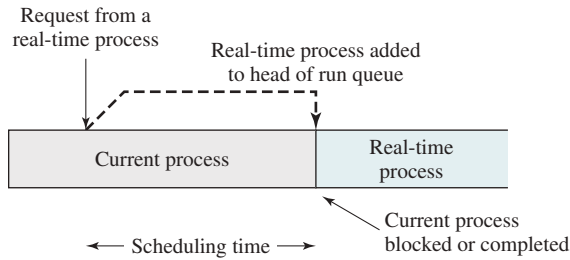 Request from a
real-time process
Real-time process added
to head of run queue
Current process
Real-time
process
Current process
blocked or completed
Scheduling time